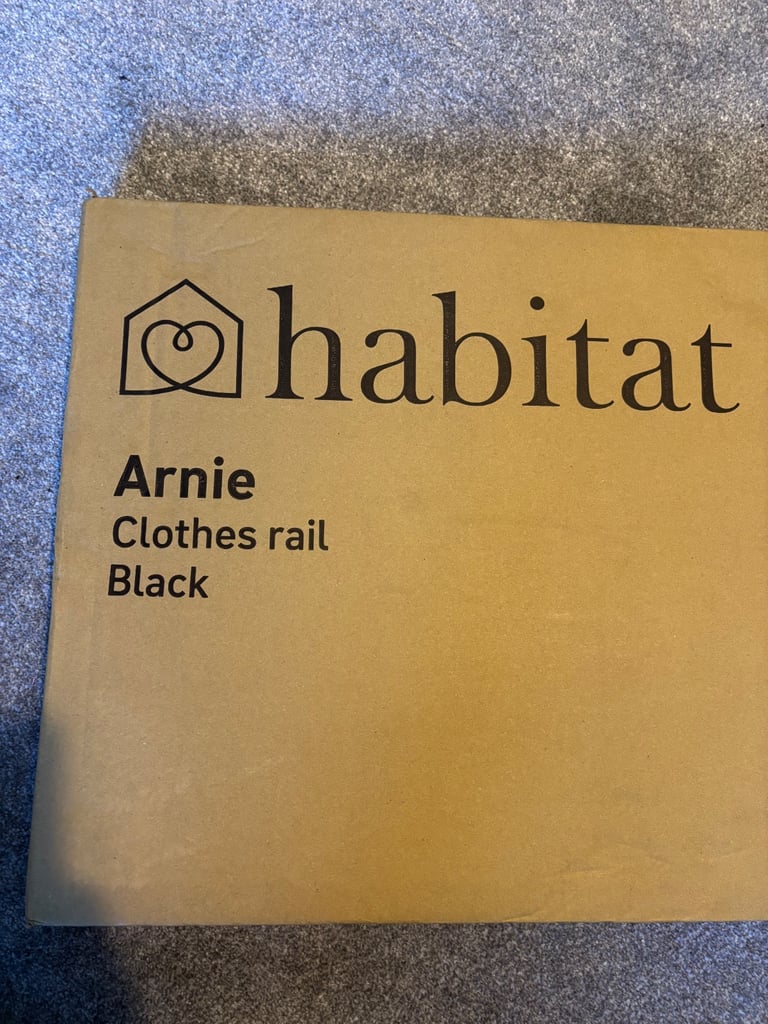 habitat
Arnie
Clothes rail
Black